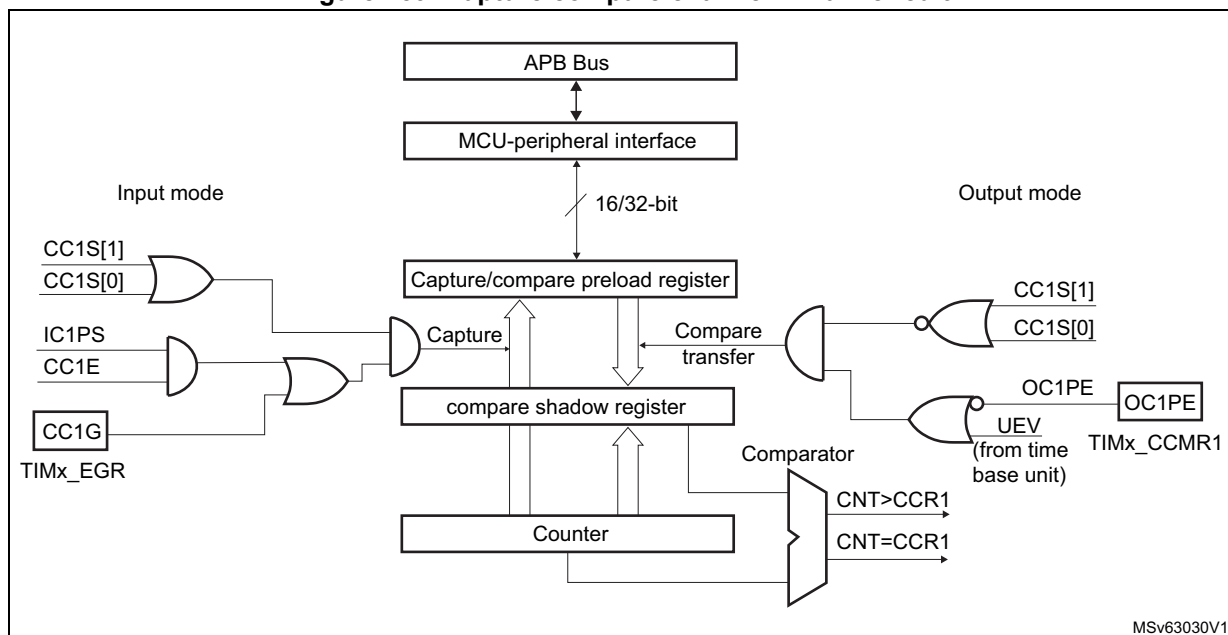 APB Bus
MCU-peripheral interface
Input mode
16/32-bit
Output mode
CC1S[1]
CC1S[0]
Capture/compare preload register
CC1S[1]
CC1S[0]
IC1PS
CC1E
Capture
Compare
transfer
CC1G
TIMx_EGR
compare shadow register
OC1PE
OC1PE
UEV
(from time
base unit)
TIMx_CCMR1
Comparator
CNT>CCR1
Counter
CNT=CCR1
MSv63030V1